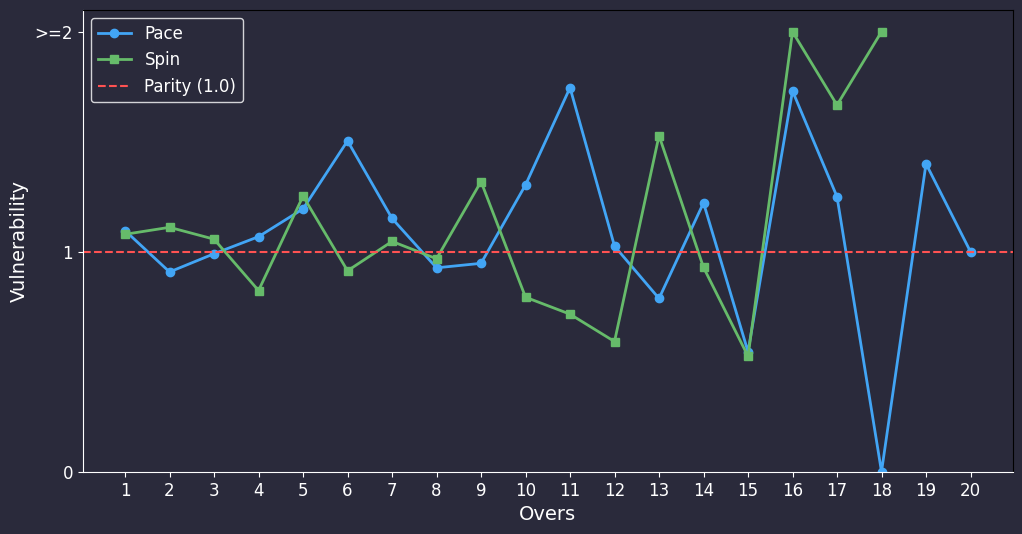 Pace
Spin
Parity (1.0)
>=2
1
0
Vulnerability
1 2 3 4 5 6 7 8 9 10 11 12 13 14 15 16 17 18 19 20
Overs